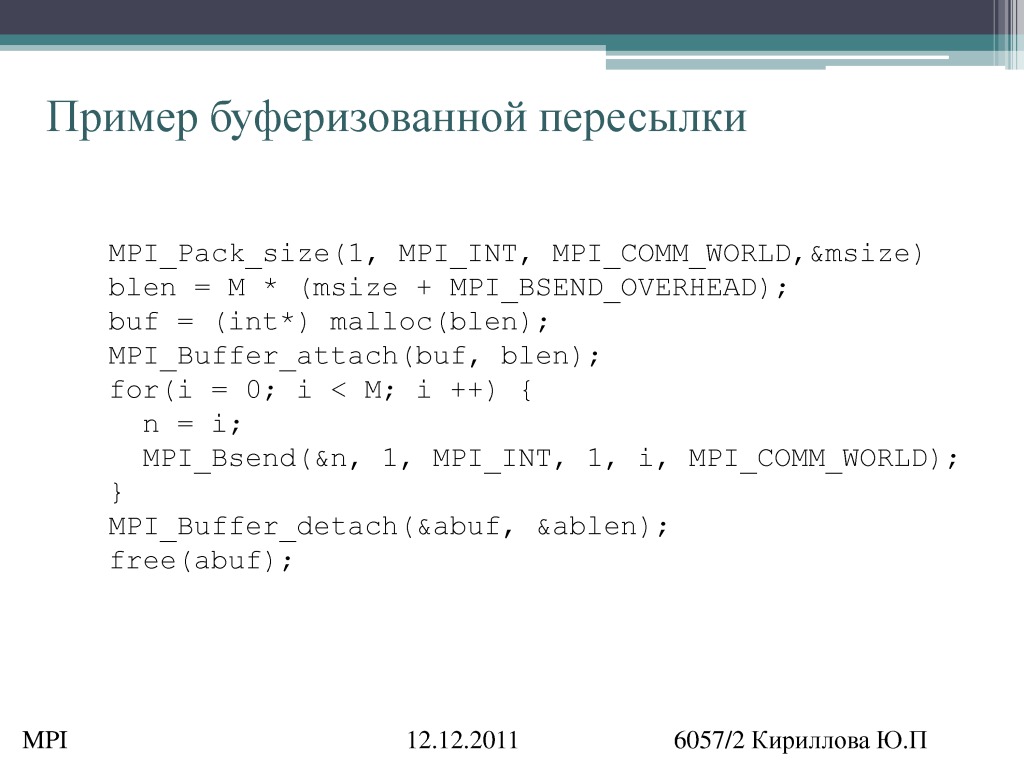 Пример буферизованной пересылки
MPI_Pack_size(1, MPI_INT, MPI_COMM_WORLD,&msize)
blen = M * (msize + MPI_BSEND_OVERHEAD);
buf = (int*) malloc(blen);
MPI_Buffer_attach(buf, blen);
for(i = 0; i < M; i ++) {
  n = i;
  MPI_Bsend(&n, 1, MPI_INT, 1, i, MPI_COMM_WORLD);
}
MPI_Buffer_detach(&abuf, &ablen);
free(abuf);
MPI 12.12.2011 6057/2 Кириллова Ю.П